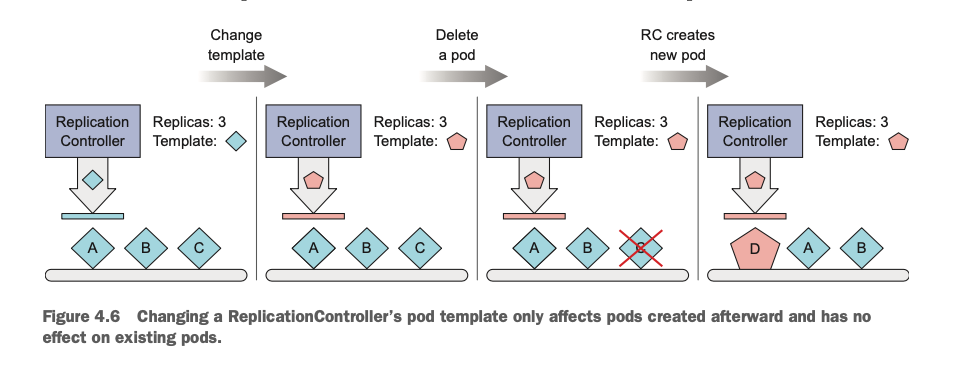 Change
template
Delete
a pod
RC creates
new pod
Replication
Controller
Replicas: 3
Template:
A
B
C
Replication
Controller
Replicas: 3
Template:
A
B
C
Replication
Controller
Replicas: 3
Template:
A
B
C
Replication
Controller
Replicas: 3
Template:
D
A
B
Figure 4.6 Changing a ReplicationController's pod template only affects pods created afterward and has no
effect on existing pods.